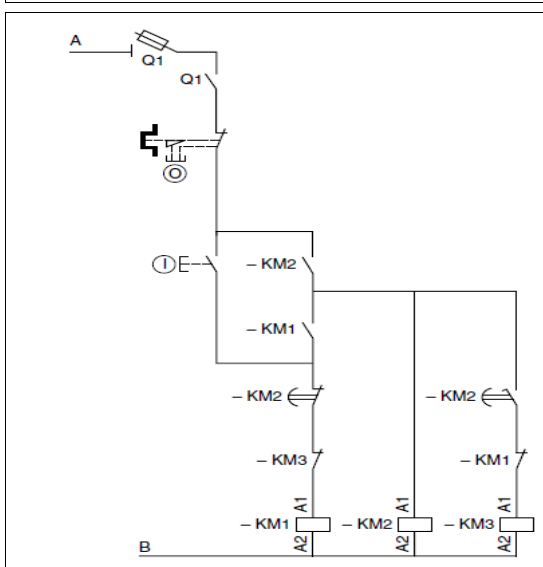 A
Q1
Q1
O
I
– KM2
– KM1
– KM2
– KM2
– KM3
– KM1
A1
A1
A1
– KM1
– KM2
– KM3
A2
A2
A2
B